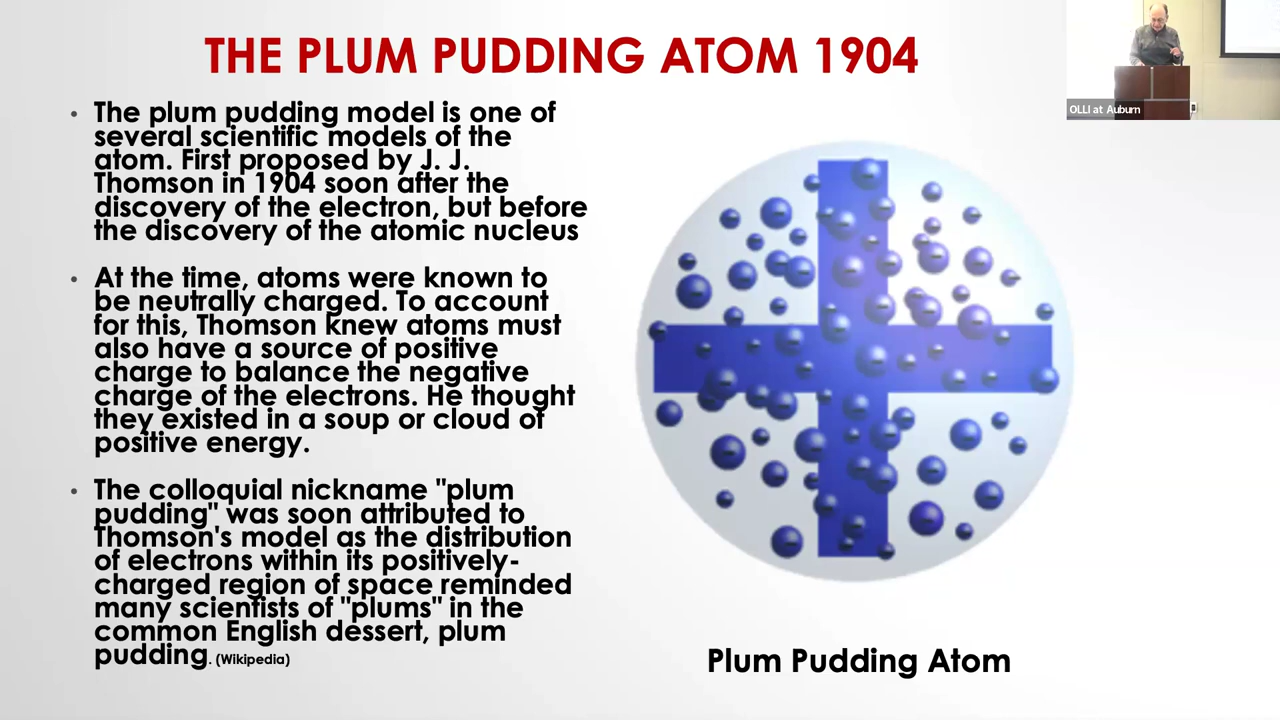 THE PLUM PUDDING ATOM 1904
OLLI at Auburn
• The plum pudding model is one of
several scientific models of the
atom. First proposed by J. J.
Thomson in 1904 soon after the
discovery of the electron, but before
the discovery of the atomic nucleus
• At the time, atoms were known to
be neutrally charged. To account
for this, Thomson knew atoms must
also have a source of positive
charge to balance the negative
charge of the electrons. He thought
they existed in a soup or cloud of
positive energy.
• The colloquial nickname "plum
pudding" was soon attributed to
Thomson's model as the distribution
of electrons within its positively-
charged region of space reminded
many scientists of "plums" in the
common English dessert, plum
pudding. (Wikipedia)
Plum Pudding Atom